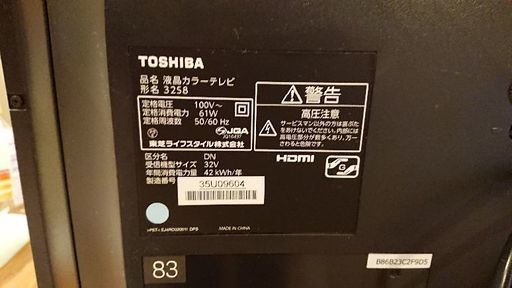 TOSHIBA
品名 液晶カラーテレビ
形名 32S8
定格電圧 100V～
定格消費電力 61W
定格周波数 50/60 Hz
JQA
東芝ライフスタイル株式会社
警告
高圧注意
サービスマン以外の方は裏ぶたをあけないでください。内部には高電圧部分が数多くあり、万一さわると危険です。
区分名 DN
受信機型サイズ 32V
年間消費電力量 42 kWh/年
製造番号
35U09604
HDMI
MADE IN CHINA
83
B86B23C2F9D5